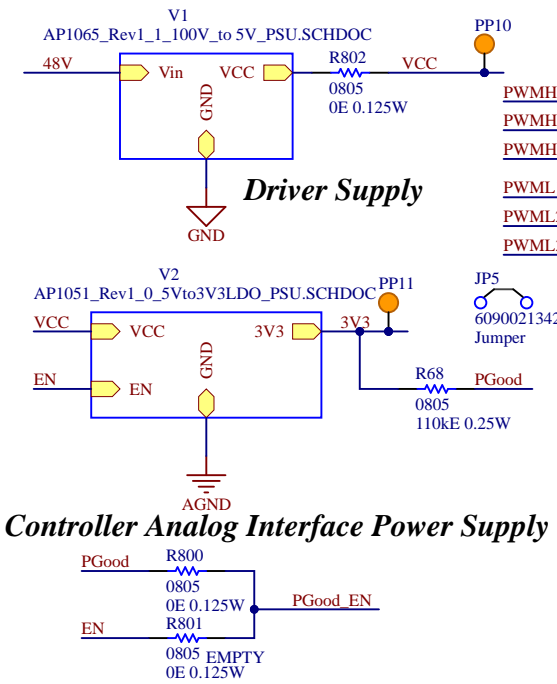 V1
AP1065_Rev1_1_100V_to 5V_PSU.SCHDOC
48V
Vin
VCC
GND
R802
0805
0E 0.125W
VCC
PP10
PWMH
PWMH
PWMH
PWML
PWML
PWML
Driver Supply
GND
V2
AP1051_Rev1_0_5Vto3V3LDO_PSU.SCHDOC
VCC
VCC
EN
EN
3V3
GND
3V3
PP11
JP5
6090021342
Jumper
R68
0805
110kE 0.25W
PGood
AGND
Controller Analog Interface Power Supply
PGood
R800
0805
0E 0.125W
PGood_EN
EN
R801
0805
EMPTY
0E 0.125W